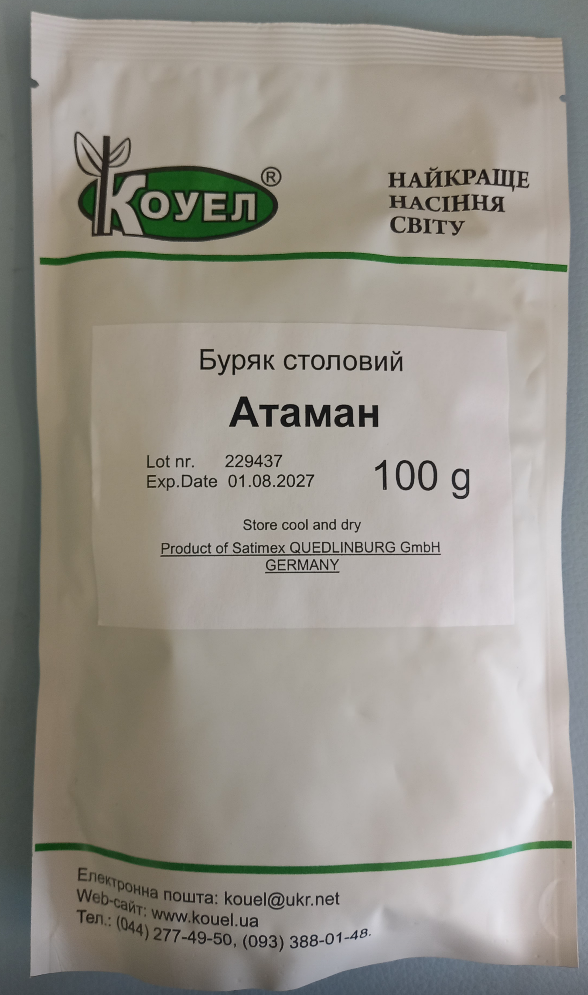 КОУЕЛ®
НАЙКРАЩЕ
НАСІННЯ
СВІТУ
Буряк столовий
Атаман
Lot nr. 229437
Exp.Date 01.08.2027
100 g
Store cool and dry
Product of Satimex QUEDLINBURG GmbH
GERMANY
Електронна пошта: kouel@ukr.net
Web-сайт: www.kouel.ua
Тел.: (044) 277-49-50, (093) 388-01-48.